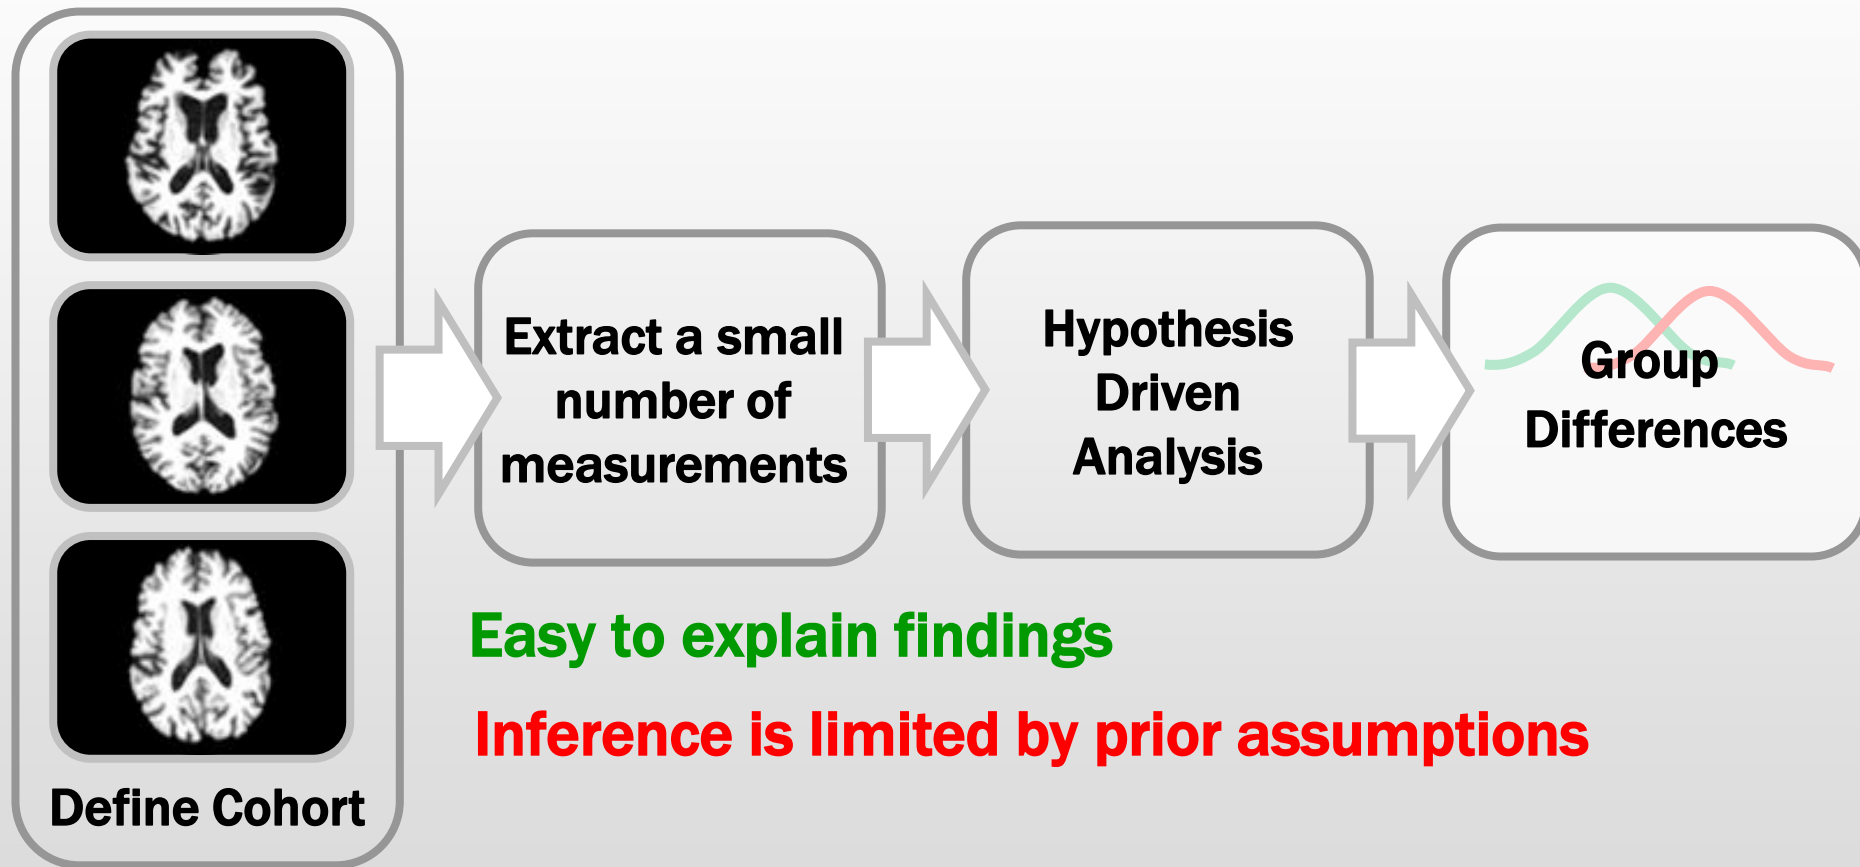 Define Cohort
Extract a small
number of
measurements
Hypothesis
Driven
Analysis
Group
Differences
Easy to explain findings
Inference is limited by prior assumptions